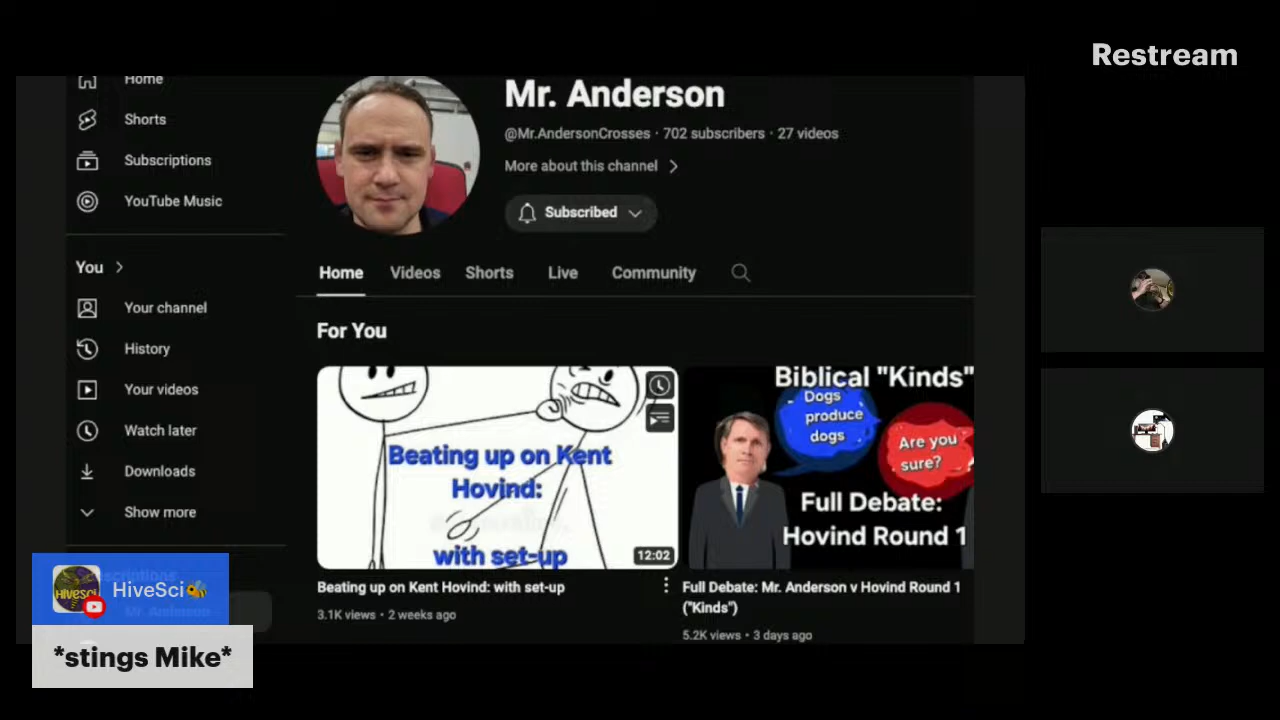 Restream
Home
Shorts
Subscriptions
YouTube Music
You
Your channel
History
Your videos
Watch later
Downloads
Show more
Mr. Anderson
@Mr.AndersonCrosses · 702 subscribers · 27 videos
More about this channel
Subscribed
Home Videos Shorts Live Community
For You
Beating up on Kent
Hovind:
with set-up
12:02
Beating up on Kent Hovind: with set-up
3.1K views · 2 weeks ago
Biblical "Kinds"
Dogs
produce
dogs
Are you
sure?
Full Debate:
Hovind Round 1
Full Debate: Mr. Anderson v Hovind Round 1
("Kinds")
5.2K views · 3 days ago
HIVESCI
HiveSci🐝
*stings Mike*